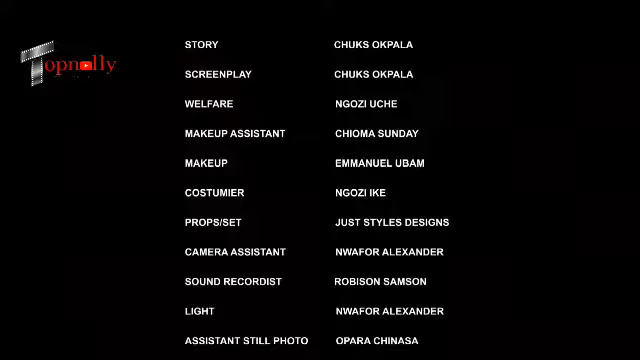 Topnolly
STORY CHUKS OKPALA
SCREENPLAY CHUKS OKPALA
WELFARE NGOZI UCHE
MAKEUP ASSISTANT CHIOMA SUNDAY
MAKEUP EMMANUEL UBAM
COSTUMIER NGOZI IKE
PROPS/SET JUST STYLES DESIGNS
CAMERA ASSISTANT NWAFOR ALEXANDER
SOUND RECORDIST ROBISON SAMSON
LIGHT NWAFOR ALEXANDER
ASSISTANT STILL PHOTO OPARA CHINASA